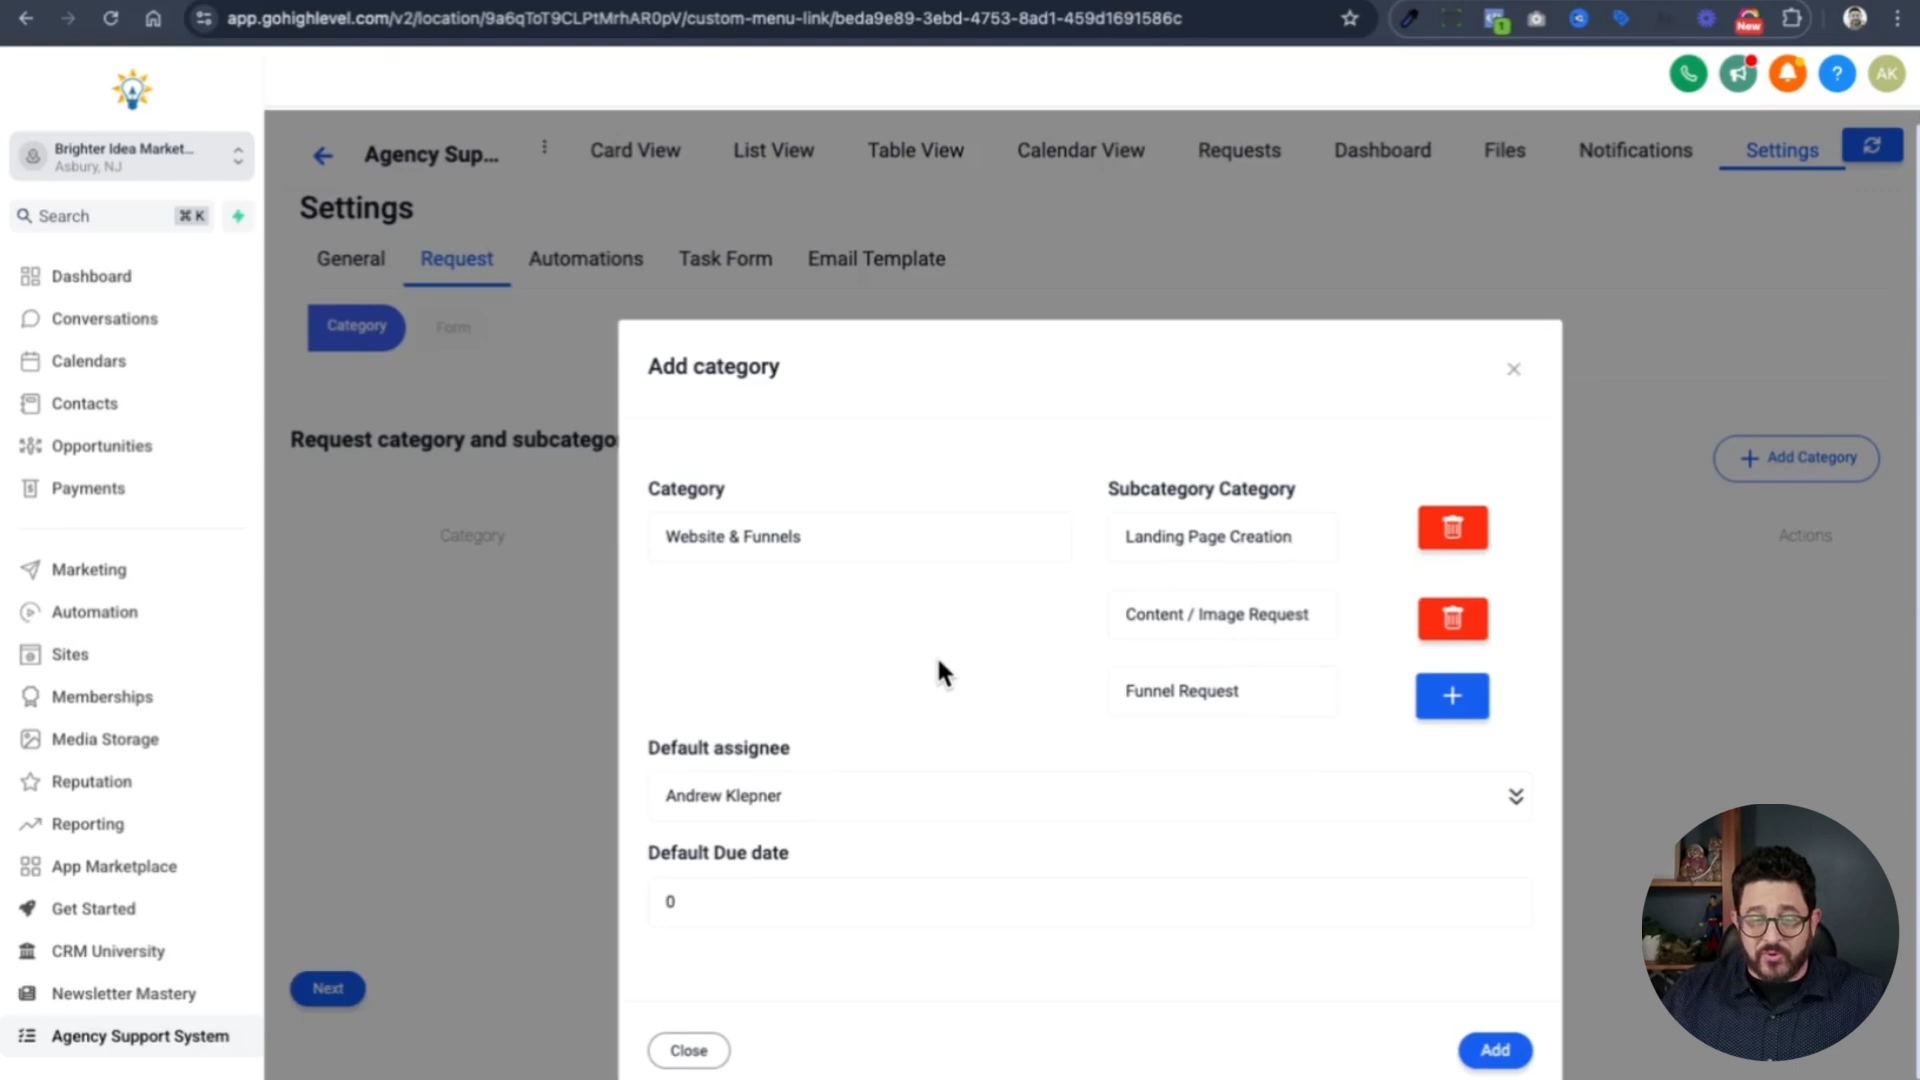 app.gohighlevel.com/v2/location/9a6qToT9CLPtMrhAR0pV/custom-menu-link/beda9e89-3ebd-4753-8ad1-459d1691586c
1
New
AK
Brighter Idea Market...
Asbury, NJ
Search
⌘ K
Dashboard
Conversations
Calendars
Contacts
Opportunities
Payments
Marketing
Automation
Sites
Memberships
Media Storage
Reputation
Reporting
App Marketplace
Get Started
CRM University
Newsletter Mastery
Agency Support System
Agency Sup...
Card View
List View
Table View
Calendar View
Requests
Dashboard
Files
Notifications
Settings
Settings
General
Request
Automations
Task Form
Email Template
Category
Form
Request category and subcatego
Add Category
Category
Actions
Next
Add category
Category
Subcategory Category
Website & Funnels
Landing Page Creation
Content / Image Request
Funnel Request
Default assignee
Andrew Klepner
Default Due date
0
Close
Add